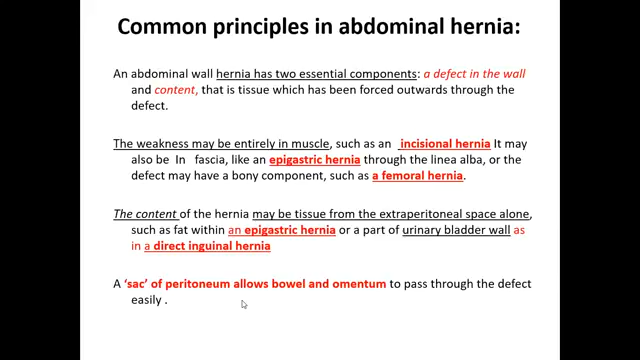 Common principles in abdominal hernia:
An abdominal wall hernia has two essential components: a defect in the wall
and content, that is tissue which has been forced outwards through the
defect.
The weakness may be entirely in muscle, such as an incisional hernia It may
also be In fascia, like an epigastric hernia through the linea alba, or the
defect may have a bony component, such as a femoral hernia.
The content of the hernia may be tissue from the extraperitoneal space alone,
such as fat within an epigastric hernia or a part of urinary bladder wall as
in a direct inguinal hernia
A ‘sac’ of peritoneum allows bowel and omentum to pass through the defect
easily .